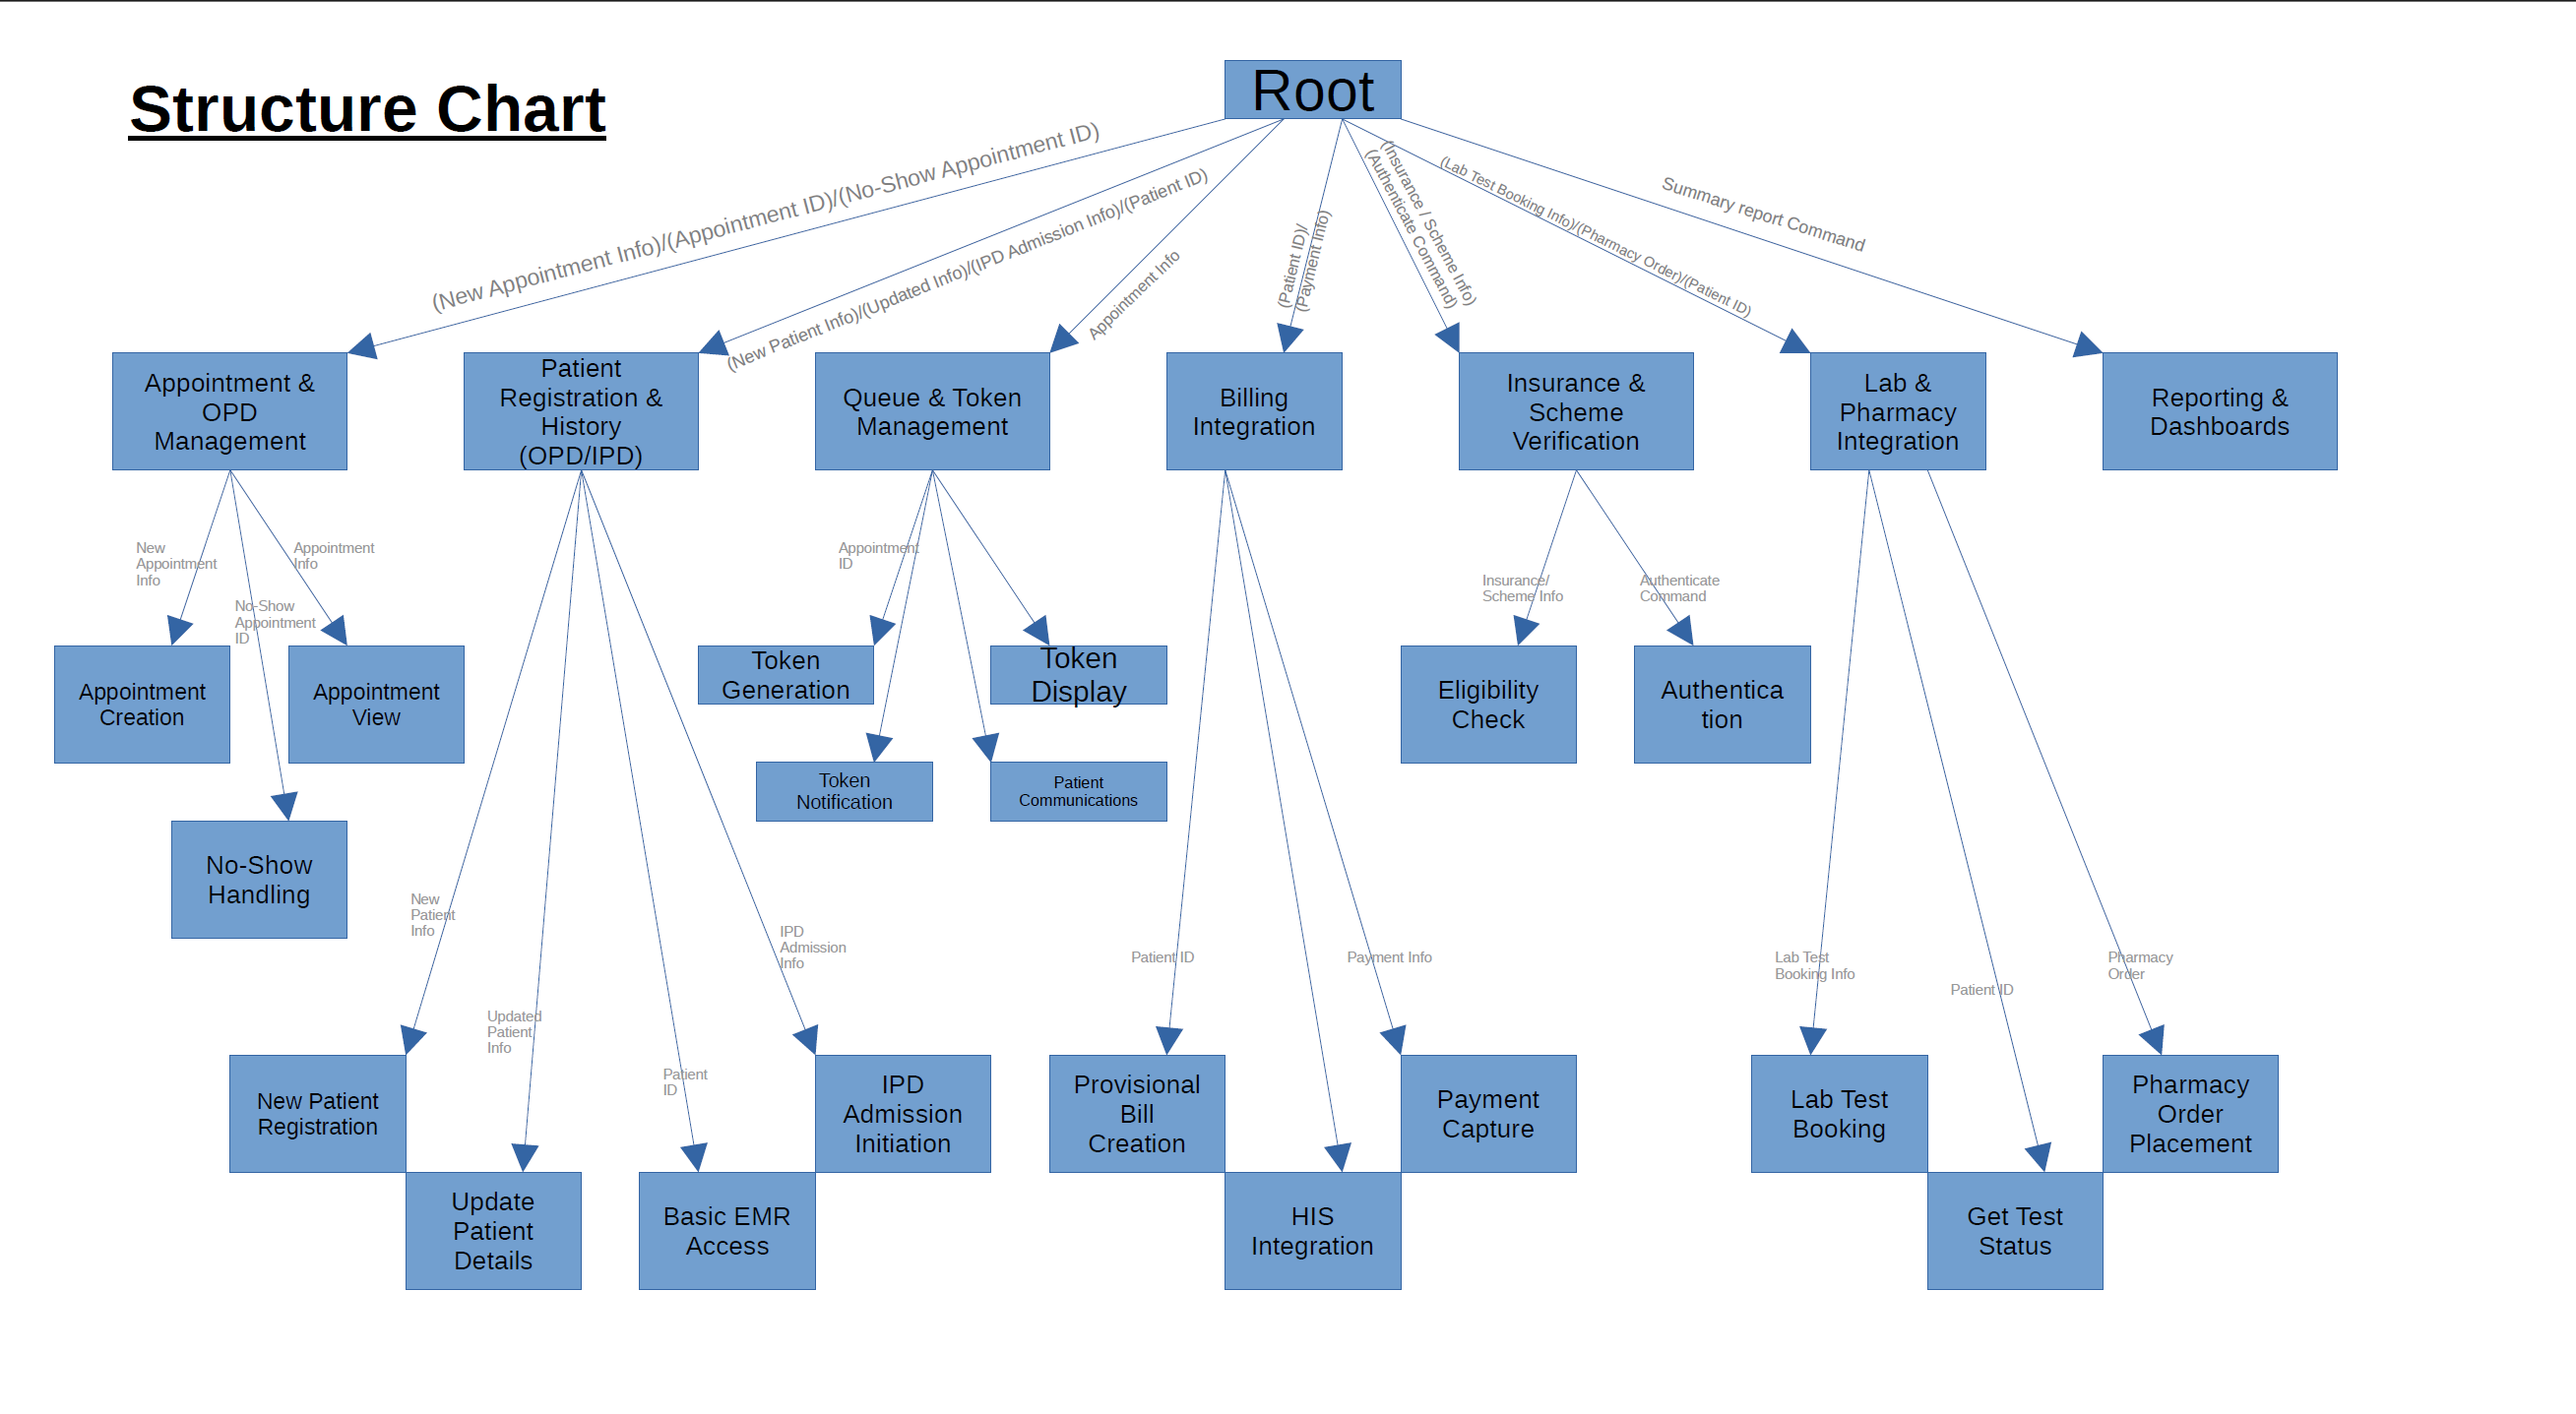 Structure Chart
Root
(New Appointment Info)/(Appointment ID)/(No-Show Appointment ID)
(New Patient Info)/(Updated Info)/(IPD Admission Info)/(Patient ID)
Appointment Info
(Patient ID)/
(Payment Info)
(Insurance / Scheme Info)
(Authenticate Command)
(Lab Test Booking Info)/(Pharmacy Order)/(Patient ID)
Summary report Command
Appointment &
OPD
Management
Patient
Registration &
History
(OPD/IPD)
Queue & Token
Management
Billing
Integration
Insurance &
Scheme
Verification
Lab &
Pharmacy
Integration
Reporting &
Dashboards
New
Appointment
Info
Appointment
Info
No-Show
Appointment
ID
Appointment
ID
Insurance/
Scheme Info
Authenticate
Command
Appointment
Creation
Appointment
View
Token
Generation
Token
Display
Eligibility
Check
Authentica
tion
Token
Notification
Patient
Communications
No-Show
Handling
New
Patient
Info
IPD
Admission
Info
Patient ID
Payment Info
Lab Test
Booking Info
Pharmacy
Order
Patient ID
Updated
Patient
Info
Patient
ID
New Patient
Registration
IPD
Admission
Initiation
Provisional
Bill
Creation
Payment
Capture
Lab Test
Booking
Pharmacy
Order
Placement
Update
Patient
Details
Basic EMR
Access
HIS
Integration
Get Test
Status